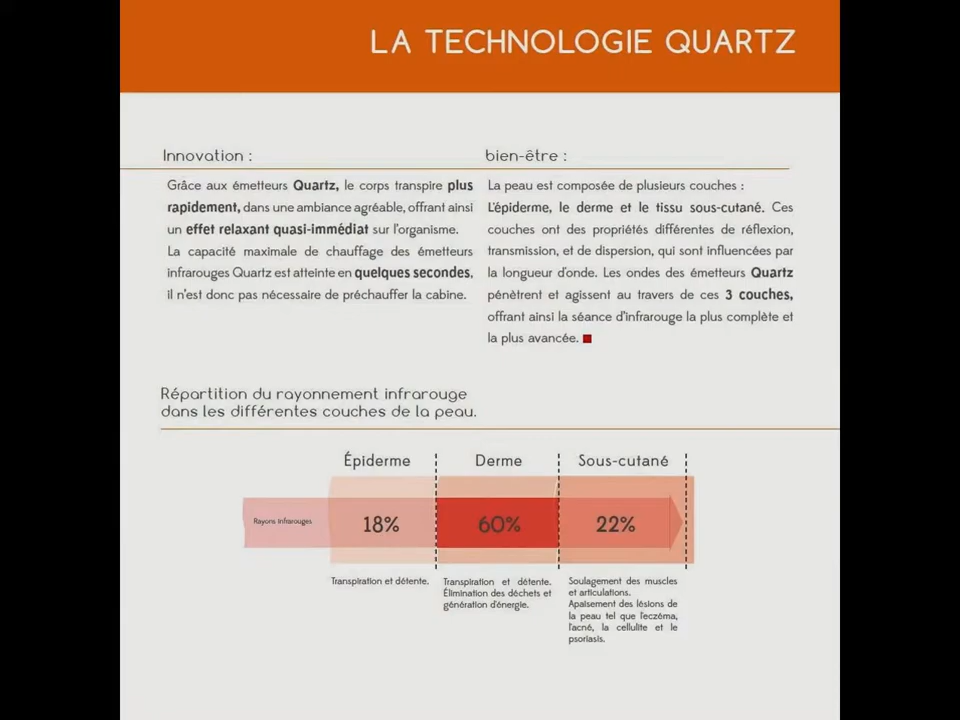 LA TECHNOLOGIE QUARTZ
Innovation :
Grâce aux émetteurs Quartz, le corps transpire plus
rapidement, dans une ambiance agréable, offrant ainsi
un effet relaxant quasi-immédiat sur l'organisme.
La capacité maximale de chauffage des émetteurs
infrarouges Quartz est atteinte en quelques secondes,
il n'est donc pas nécessaire de préchauffer la cabine.
bien-être :
La peau est composée de plusieurs couches :
L'épiderme, le derme et le tissu sous-cutané. Ces
couches ont des propriétés différentes de réflexion,
transmission, et de dispersion, qui sont influencées par
la longueur d'onde. Les ondes des émetteurs Quartz
pénètrent et agissent au travers de ces 3 couches,
offrant ainsi la séance d'infrarouge la plus complète et
la plus avancée.
Répartition du rayonnement infrarouge
dans les différentes couches de la peau.
Épiderme
Derme
Sous-cutané
Rayons infrarouges
18%
60%
22%
Transpiration et détente.
Transpiration et détente.
Élimination des déchets et
génération d'énergie.
Soulagement des muscles
et articulations.
Apaisement des lésions de
la peau tel que l'eczéma,
l'acné, la cellulite et le
psoriasis.